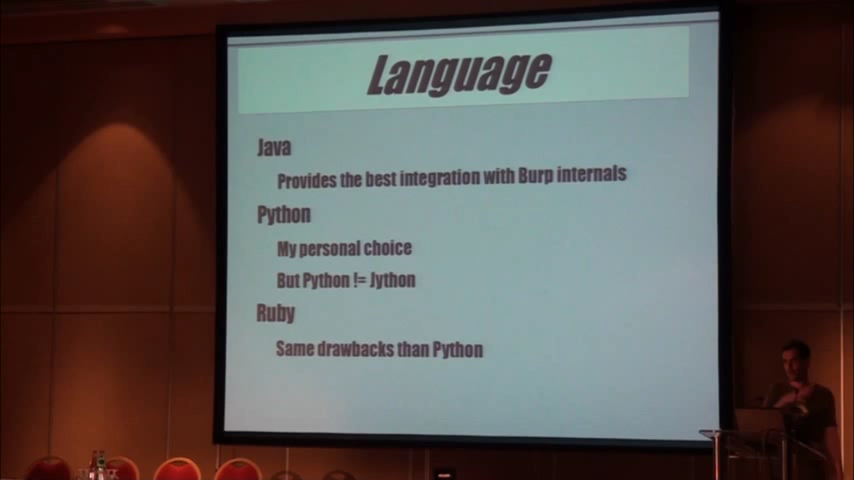 Language
Java
Provides the best integration with Burp internals
Python
My personal choice
But Python != Jython
Ruby
Same drawbacks than Python